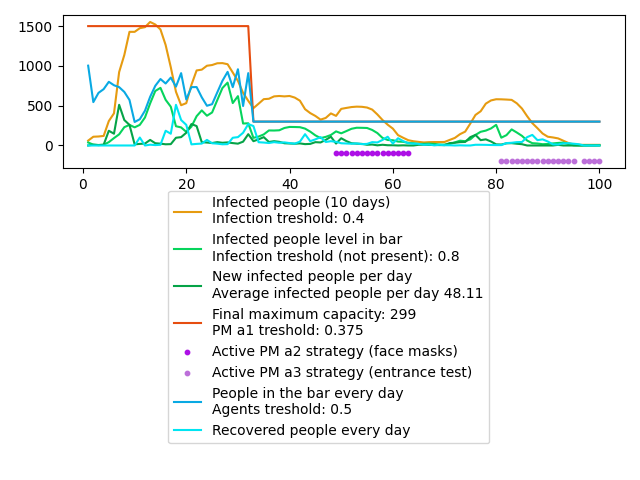 1500
1000
500
0
0 20 40 60 80 100
Infected people (10 days)
Infection treshold: 0.4
Infected people level in bar
Infection treshold (not present): 0.8
New infected people per day
Average infected people per day 48.11
Final maximum capacity: 299
PM a1 treshold: 0.375
Active PM a2 strategy (face masks)
Active PM a3 strategy (entrance test)
People in the bar every day
Agents treshold: 0.5
Recovered people every day